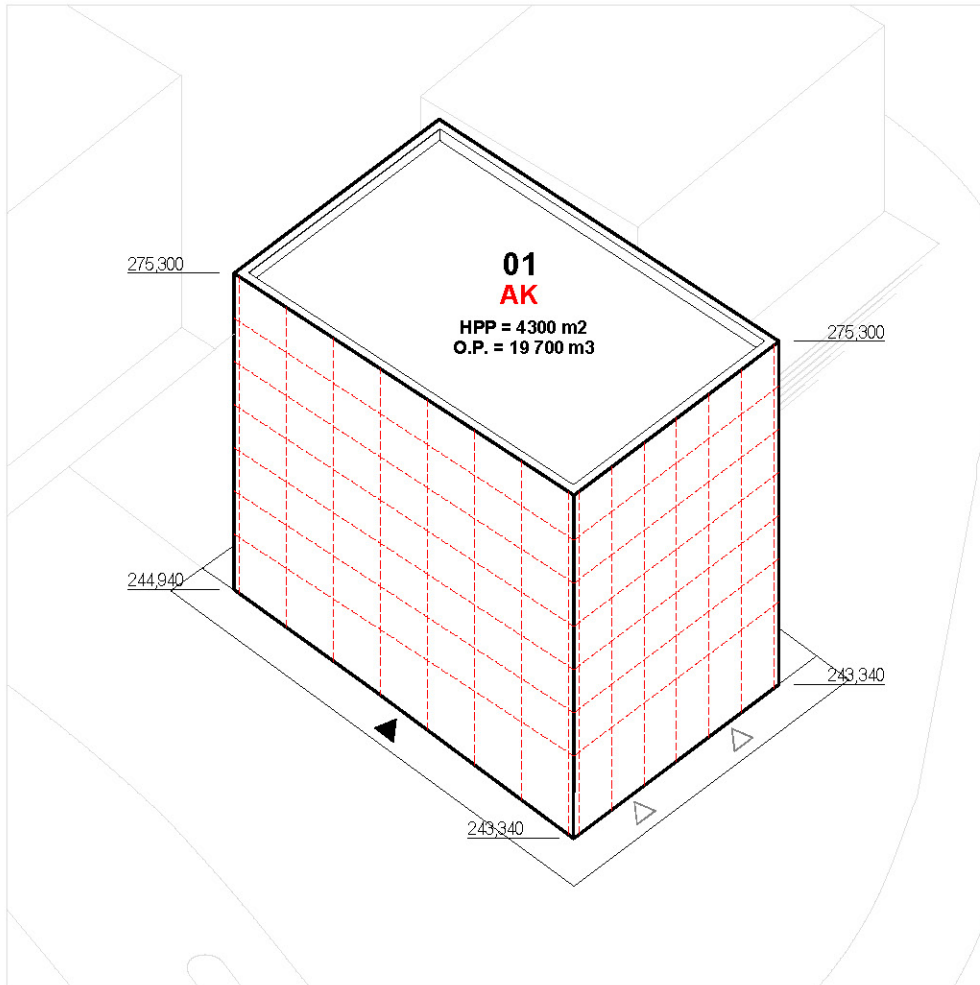 01
AK
275,300
HPP = 4300 m2
275,300
O.P. = 19 700 m3
244,940
243,340
243,340